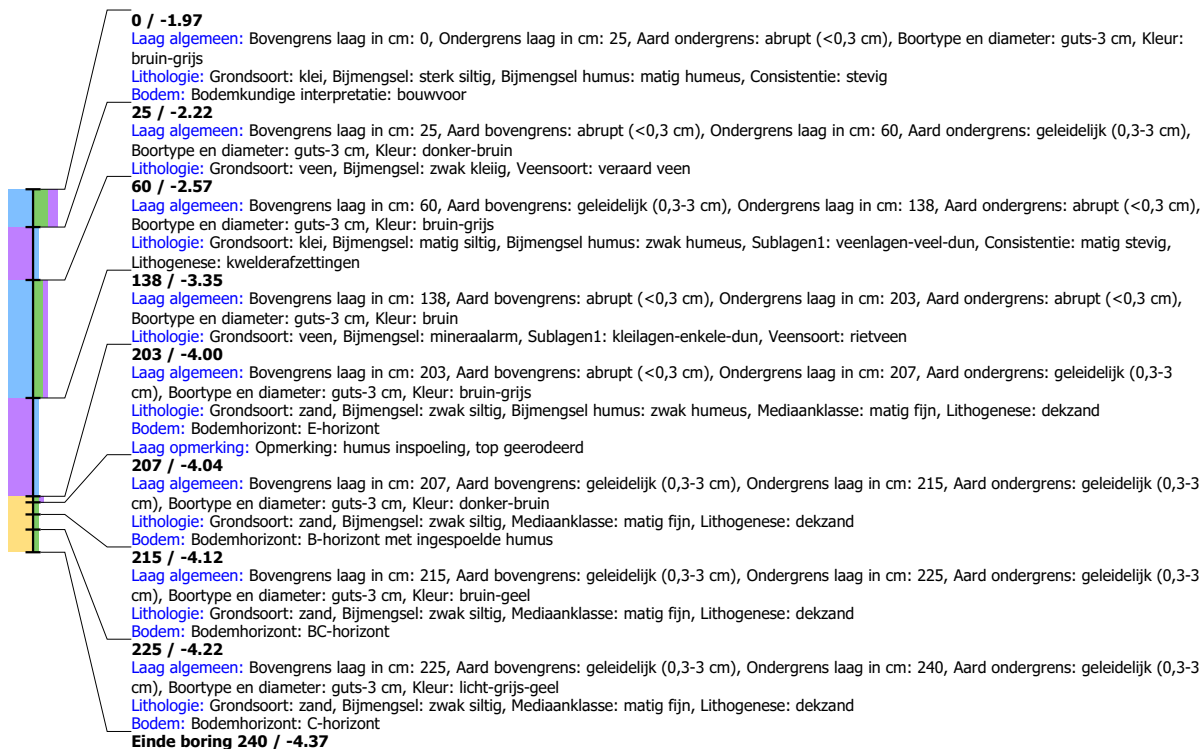 0 / -1.97
Laag algemeen: Bovengrens laag in cm: 0, Ondergrens laag in cm: 25, Aard ondergrens: abrupt (<0,3 cm), Boortype en diameter: guts-3 cm, Kleur:
bruin-grijs
Lithologie: Grondsoort: klei, Bijmengsel: sterk siltig, Bijmengsel humus: matig humeus, Consistentie: stevig
Bodem: Bodemkundige interpretatie: bouwvoor
25 / -2.22
Laag algemeen: Bovengrens laag in cm: 25, Aard bovengrens: abrupt (<0,3 cm), Ondergrens laag in cm: 60, Aard ondergrens: geleidelijk (0,3-3 cm),
Boortype en diameter: guts-3 cm, Kleur: donker-bruin
Lithologie: Grondsoort: veen, Bijmengsel: zwak kleiig, Veensoort: veraard veen
60 / -2.57
Laag algemeen: Bovengrens laag in cm: 60, Aard bovengrens: geleidelijk (0,3-3 cm), Ondergrens laag in cm: 138, Aard ondergrens: abrupt (<0,3 cm),
Boortype en diameter: guts-3 cm, Kleur: bruin-grijs
Lithologie: Grondsoort: klei, Bijmengsel: matig siltig, Bijmengsel humus: zwak humeus, Sublagen1: veenlagen-veel-dun, Consistentie: matig stevig,
Lithogenese: kwelderafzettingen
138 / -3.35
Laag algemeen: Bovengrens laag in cm: 138, Aard bovengrens: abrupt (<0,3 cm), Ondergrens laag in cm: 203, Aard ondergrens: abrupt (<0,3 cm),
Boortype en diameter: guts-3 cm, Kleur: bruin
Lithologie: Grondsoort: veen, Bijmengsel: mineraalarm, Sublagen1: kleilagen-enkele-dun, Veensoort: rietveen
203 / -4.00
Laag algemeen: Bovengrens laag in cm: 203, Aard bovengrens: abrupt (<0,3 cm), Ondergrens laag in cm: 207, Aard ondergrens: geleidelijk (0,3-3
cm), Boortype en diameter: guts-3 cm, Kleur: bruin-grijs
Lithologie: Grondsoort: zand, Bijmengsel: zwak siltig, Bijmengsel humus: zwak humeus, Mediaanklasse: matig fijn, Lithogenese: dekzand
Bodem: Bodemhorizont: E-horizont
Laag opmerking: Opmerking: humus inspoeling, top geerodeerd
207 / -4.04
Laag algemeen: Bovengrens laag in cm: 207, Aard bovengrens: geleidelijk (0,3-3 cm), Ondergrens laag in cm: 215, Aard ondergrens: geleidelijk (0,3-3
cm), Boortype en diameter: guts-3 cm, Kleur: donker-bruin
Lithologie: Grondsoort: zand, Bijmengsel: zwak siltig, Mediaanklasse: matig fijn, Lithogenese: dekzand
Bodem: Bodemhorizont: B-horizont met ingespoelde humus
215 / -4.12
Laag algemeen: Bovengrens laag in cm: 215, Aard bovengrens: geleidelijk (0,3-3 cm), Ondergrens laag in cm: 225, Aard ondergrens: geleidelijk (0,3-3
cm), Boortype en diameter: guts-3 cm, Kleur: bruin-geel
Lithologie: Grondsoort: zand, Bijmengsel: zwak siltig, Mediaanklasse: matig fijn, Lithogenese: dekzand
Bodem: Bodemhorizont: BC-horizont
225 / -4.22
Laag algemeen: Bovengrens laag in cm: 225, Aard bovengrens: geleidelijk (0,3-3 cm), Ondergrens laag in cm: 240, Aard ondergrens: geleidelijk (0,3-3
cm), Boortype en diameter: guts-3 cm, Kleur: licht-grijs-geel
Lithologie: Grondsoort: zand, Bijmengsel: zwak siltig, Mediaanklasse: matig fijn, Lithogenese: dekzand
Bodem: Bodemhorizont: C-horizont
Einde boring 240 / -4.37